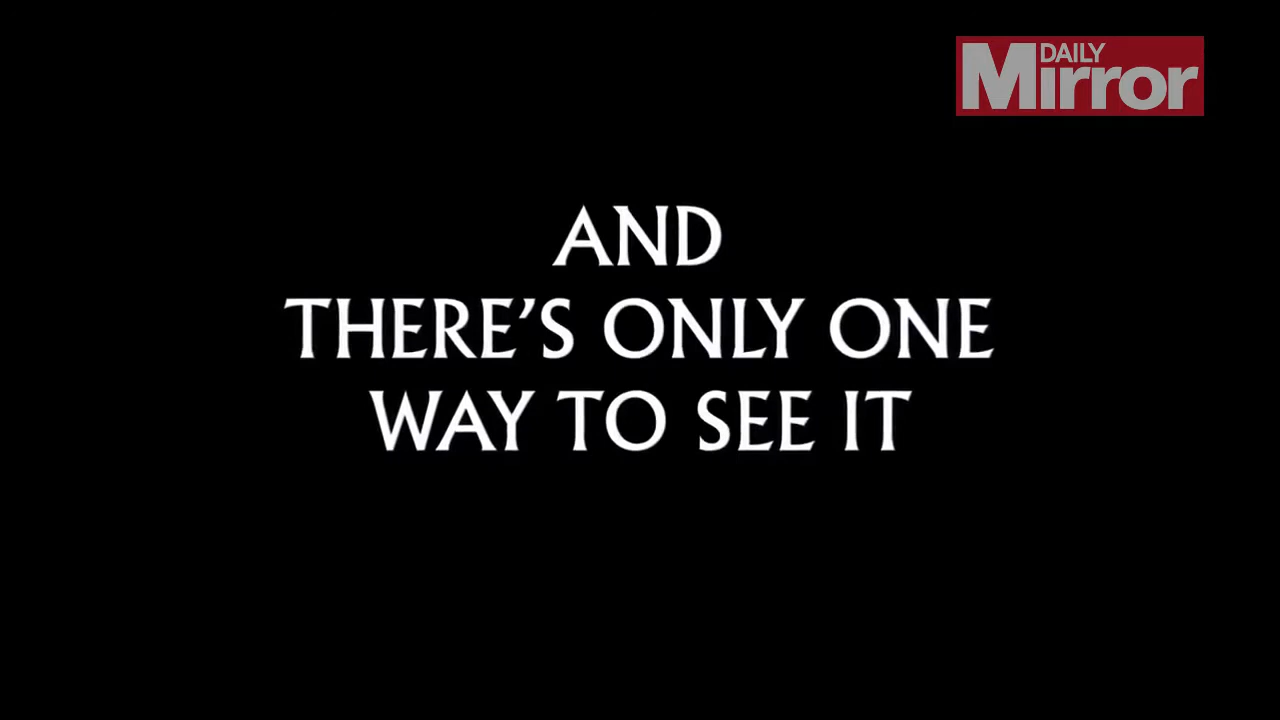 DAILY
Mirror
AND
THERE’S ONLY ONE
WAY TO SEE IT